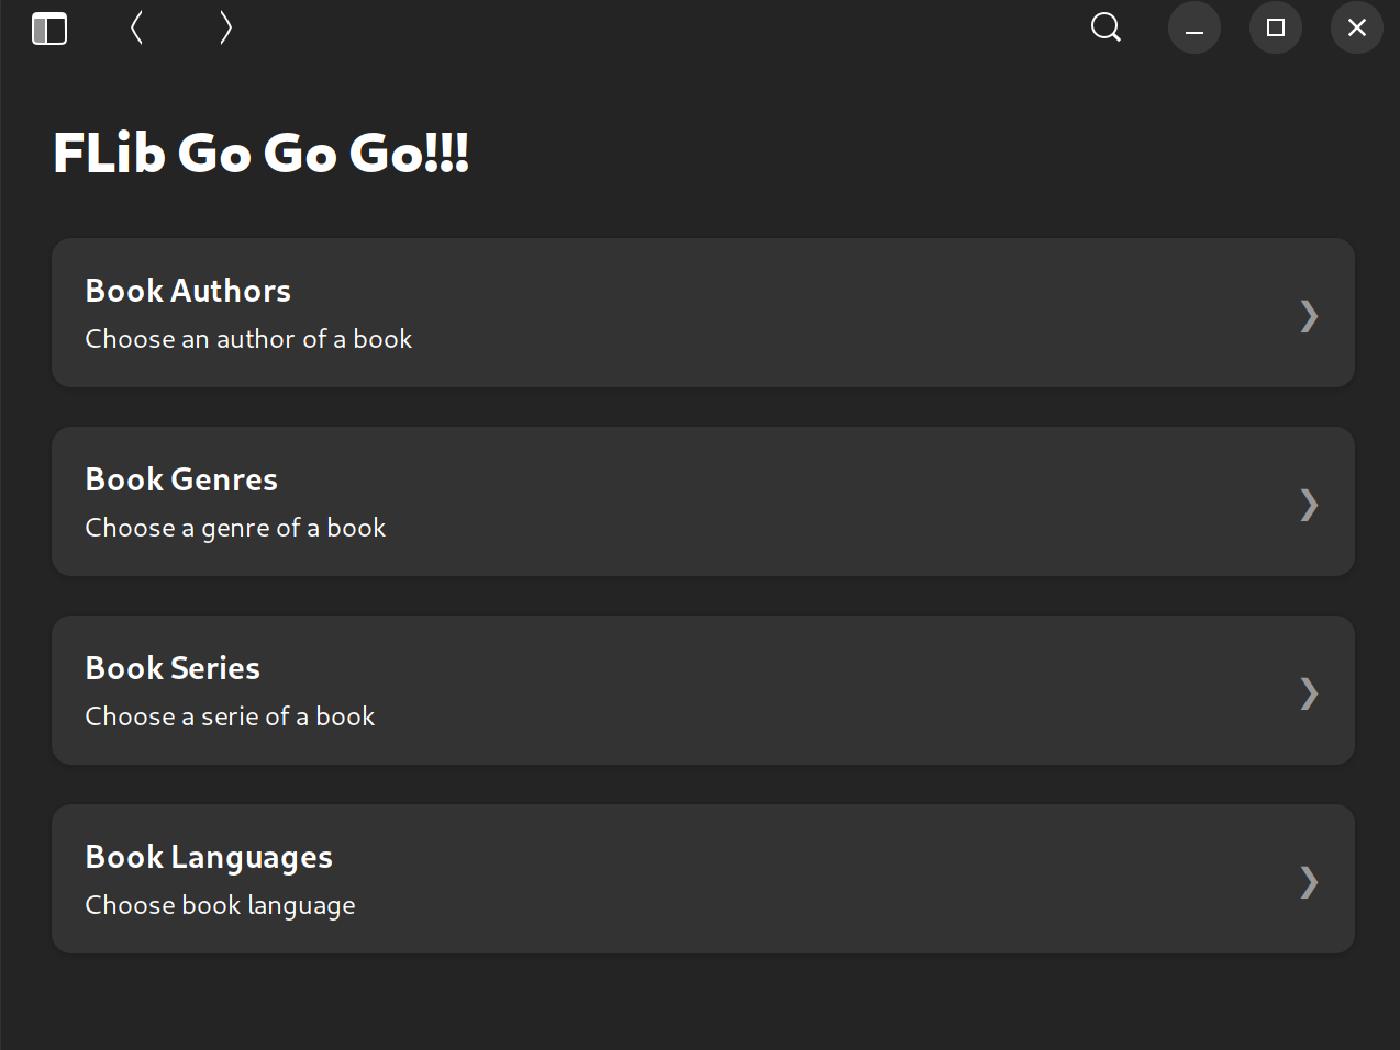 FLib Go Go Go!!!
Book Authors
Choose an author of a book
Book Genres
Choose a genre of a book
Book Series
Choose a serie of a book
Book Languages
Choose book language